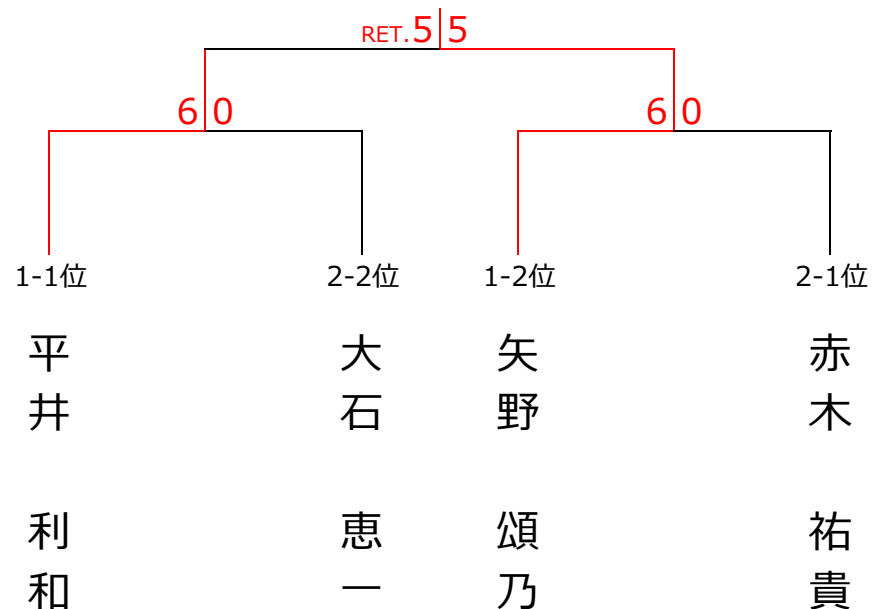 RET.5 5
6 0
6 0
1-1位
2-2位
1-2位
2-1位
平井 利和
大石 恵一
矢野 頌乃
赤木 祐貴